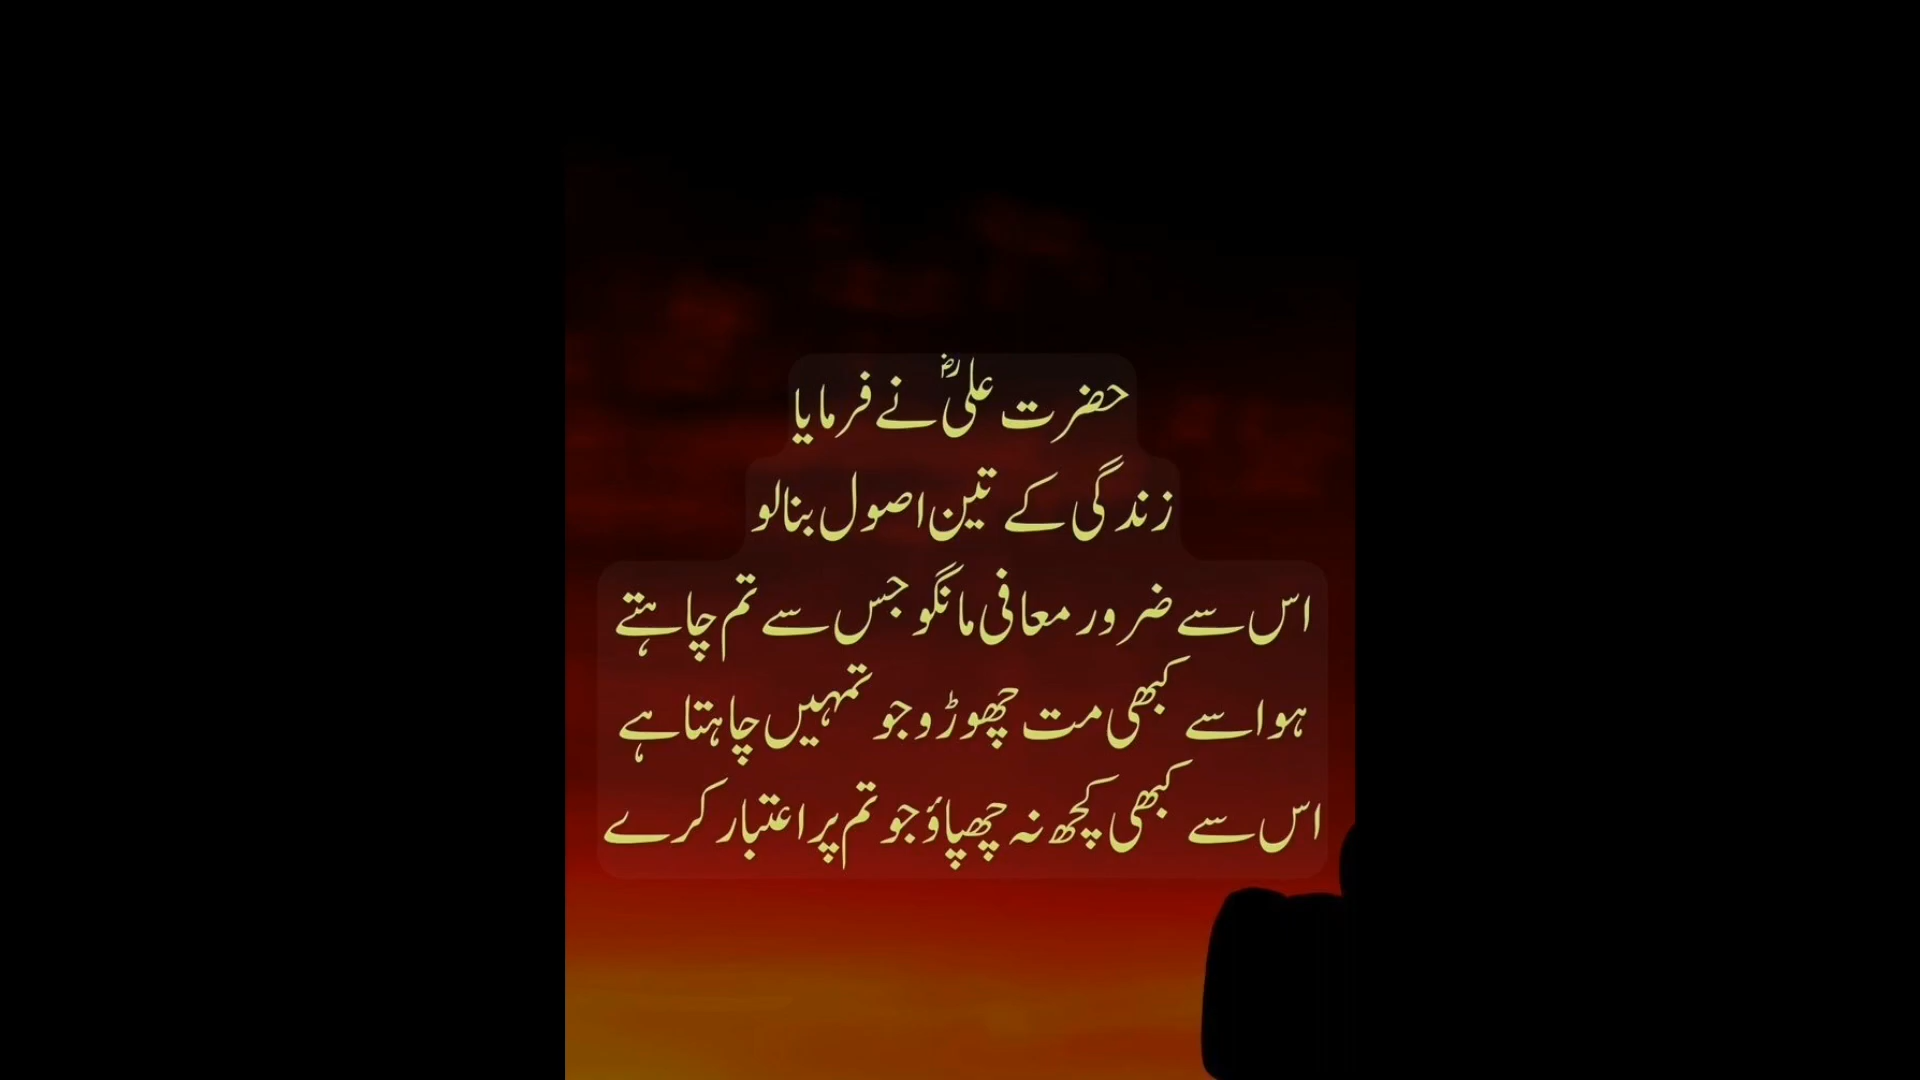 حضرت علیؓ نے فرمایا
زندگی کے تین اصول بنالو
اس سے ضرور معافی مانگو جس سے تم چاہتے
ہو اسے کبھی مت چھوڑو جو تمہیں چاہتا ہے
اس سے کبھی کچھ نہ چھپاؤ جو تم پر اعتبار کرے